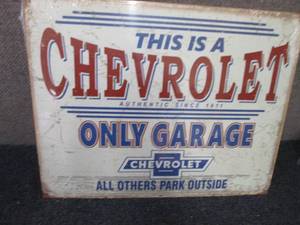 THIS IS A
CHEVROLET
AUTHENTIC SINCE 1911
ONLY GARAGE
CHEVROLET
ALL OTHERS PARK OUTSIDE